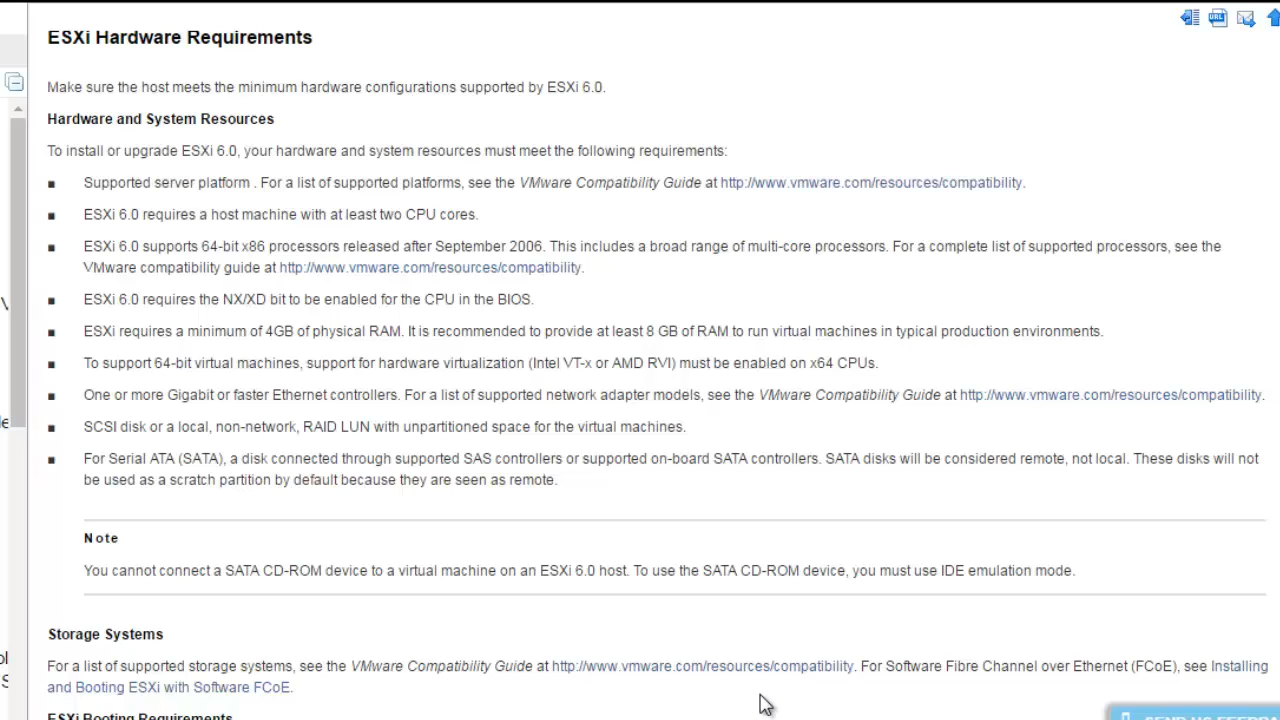 ESXi Hardware Requirements
URL
Make sure the host meets the minimum hardware configurations supported by ESXi 6.0.
Hardware and System Resources
To install or upgrade ESXi 6.0, your hardware and system resources must meet the following requirements:
Supported server platform . For a list of supported platforms, see the VMware Compatibility Guide at http://www.vmware.com/resources/compatibility.
ESXi 6.0 requires a host machine with at least two CPU cores.
ESXi 6.0 supports 64-bit x86 processors released after September 2006. This includes a broad range of multi-core processors. For a complete list of supported processors, see the
VMware compatibility guide at http://www.vmware.com/resources/compatibility.
ESXi 6.0 requires the NX/XD bit to be enabled for the CPU in the BIOS.
ESXi requires a minimum of 4GB of physical RAM. It is recommended to provide at least 8 GB of RAM to run virtual machines in typical production environments.
To support 64-bit virtual machines, support for hardware virtualization (Intel VT-x or AMD RVI) must be enabled on x64 CPUs.
One or more Gigabit or faster Ethernet controllers. For a list of supported network adapter models, see the VMware Compatibility Guide at http://www.vmware.com/resources/compatibility.
SCSI disk or a local, non-network, RAID LUN with unpartitioned space for the virtual machines.
For Serial ATA (SATA), a disk connected through supported SAS controllers or supported on-board SATA controllers. SATA disks will be considered remote, not local. These disks will not
be used as a scratch partition by default because they are seen as remote.
Note
You cannot connect a SATA CD-ROM device to a virtual machine on an ESXi 6.0 host. To use the SATA CD-ROM device, you must use IDE emulation mode.
Storage Systems
For a list of supported storage systems, see the VMware Compatibility Guide at http://www.vmware.com/resources/compatibility. For Software Fibre Channel over Ethernet (FCoE), see Installing
and Booting ESXi with Software FCoE.
ESXi Booting Requirements
SEND US